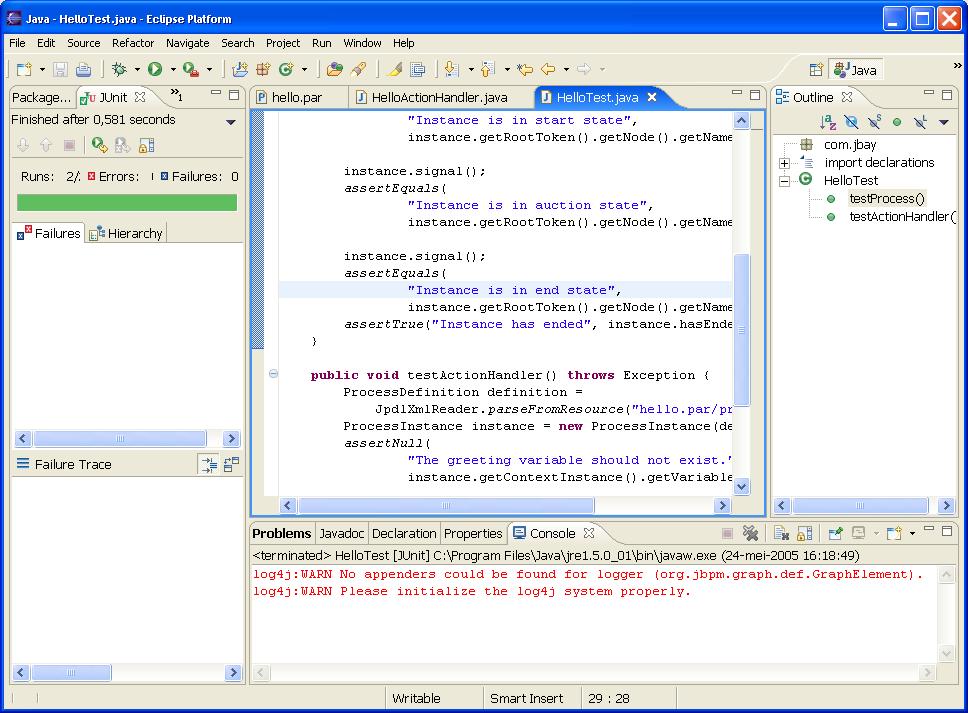 Java - HelloTest.java - Eclipse Platform
File Edit Source Refactor Navigate Search Project Run Window Help
Java
Package... JUnit »1
Finished after 0,581 seconds
Runs: 2/ Errors: Failures: 0
Failures Hierarchy
Failure Trace
hello.par HelloActionHandler.java HelloTest.java
"Instance is in start state",
instance.getRootToken().getNode().getName
instance.signal();
assertEquals(
"Instance is in auction state",
instance.getRootToken().getNode().getName
instance.signal();
assertEquals(
"Instance is in end state",
instance.getRootToken().getNode().getName
assertTrue("Instance has ended", instance.hasEnde
}
public void testActionHandler() throws Exception {
ProcessDefinition definition =
JpdlXmlReader.parseFromResource("hello.par/pr
ProcessInstance instance = new ProcessInstance(de
assertNull(
"The greeting variable should not exist."
instance.getContextInstance().getVariable
Outline
com.jbay
import declarations
HelloTest
testProcess()
testActionHandler(
Problems Javadoc Declaration Properties Console
<terminated> HelloTest [JUnit] C:\Program Files\Java\jre1.5.0_01\bin\javaw.exe (24-mei-2005 16:18:49)
log4j:WARN No appenders could be found for logger (org.jbpm.graph.def.GraphElement).
log4j:WARN Please initialize the log4j system properly.
Writable Smart Insert 29 : 28